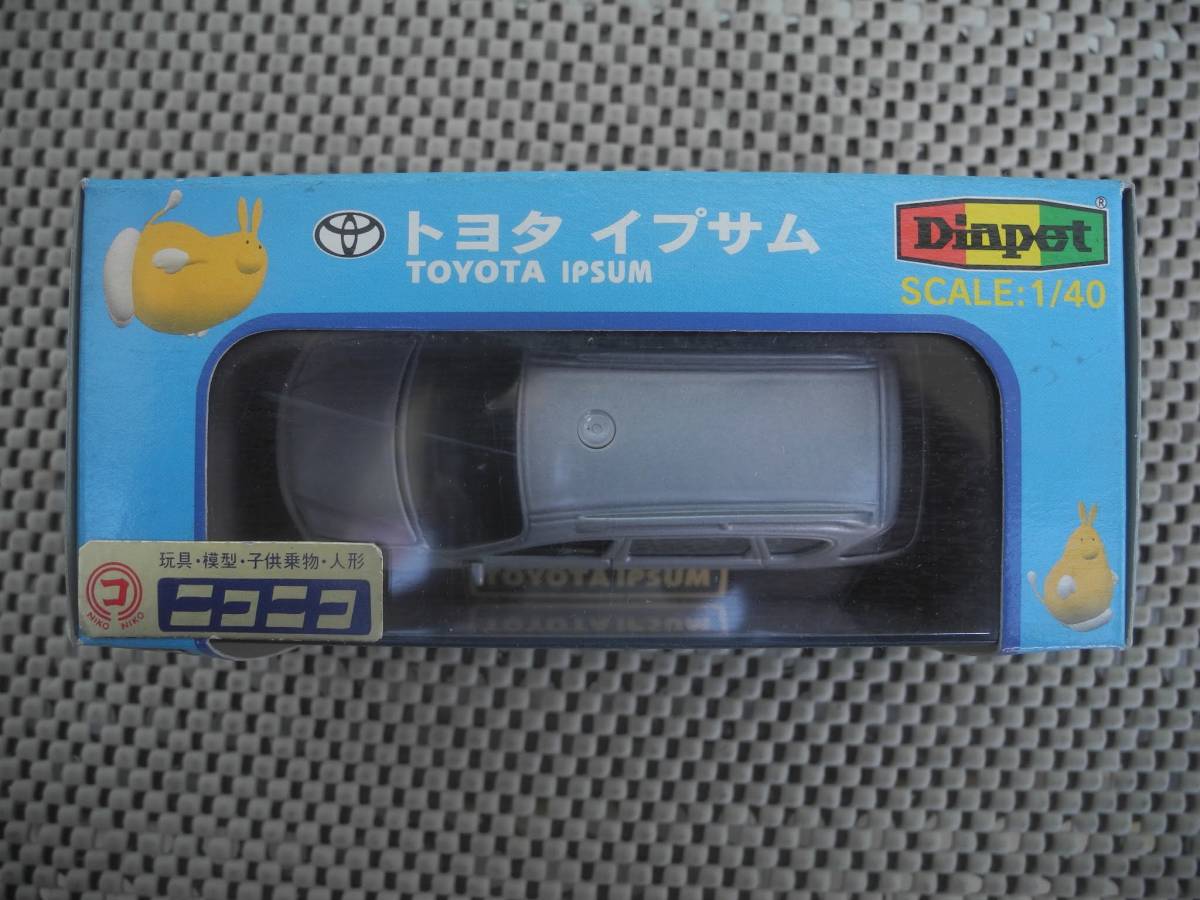 トヨタ イプサム
TOYOTA IPSUM
Diapet®
SCALE:1/40
玩具・模型・子供乗物・人形
ニコニコ
コ
NIKO NIKO
TOYOTA IPSUM